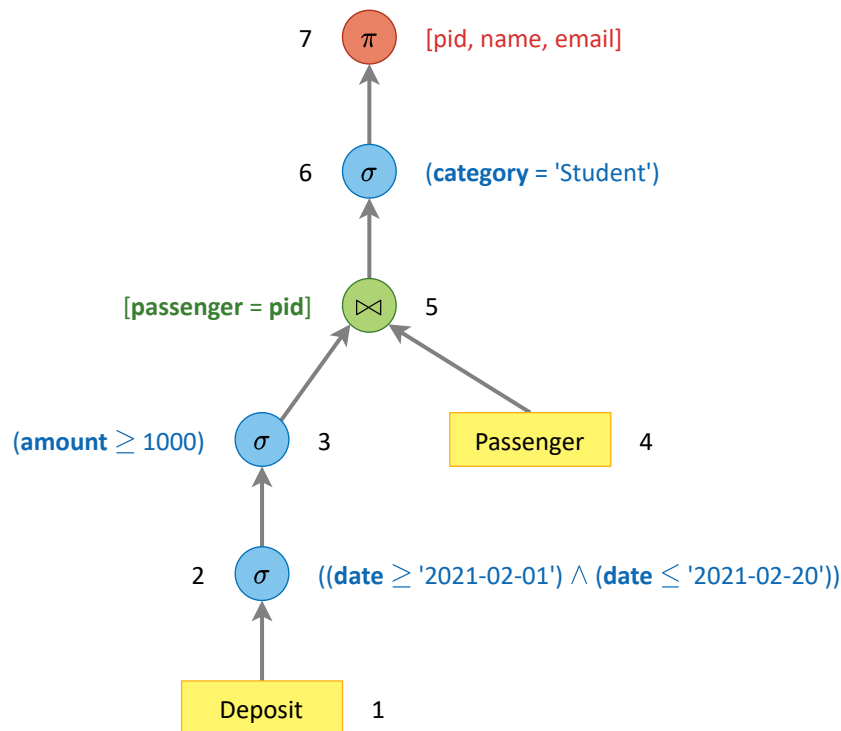 7 π [pid, name, email]
6 σ (category = 'Student')
[passenger = pid] ⋈ 5
(amount ≥ 1000) σ 3 Passenger 4
2 σ ((date ≥ '2021-02-01') ∧ (date ≤ '2021-02-20'))
Deposit 1